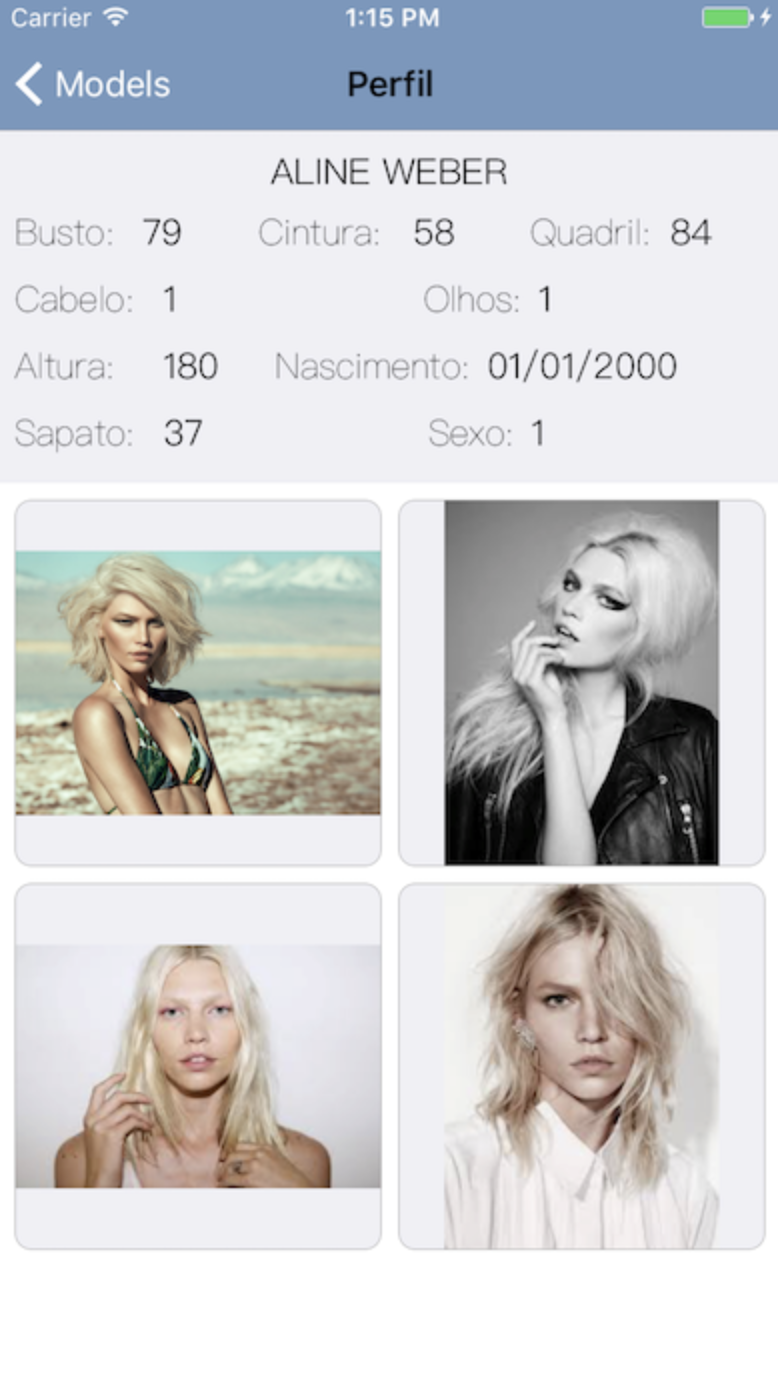 Carrier 1:15 PM
Models Perfil
ALINE WEBER
Busto: 79 Cintura: 58 Quadril: 84
Cabelo: 1 Olhos: 1
Altura: 180 Nascimento: 01/01/2000
Sapato: 37 Sexo: 1